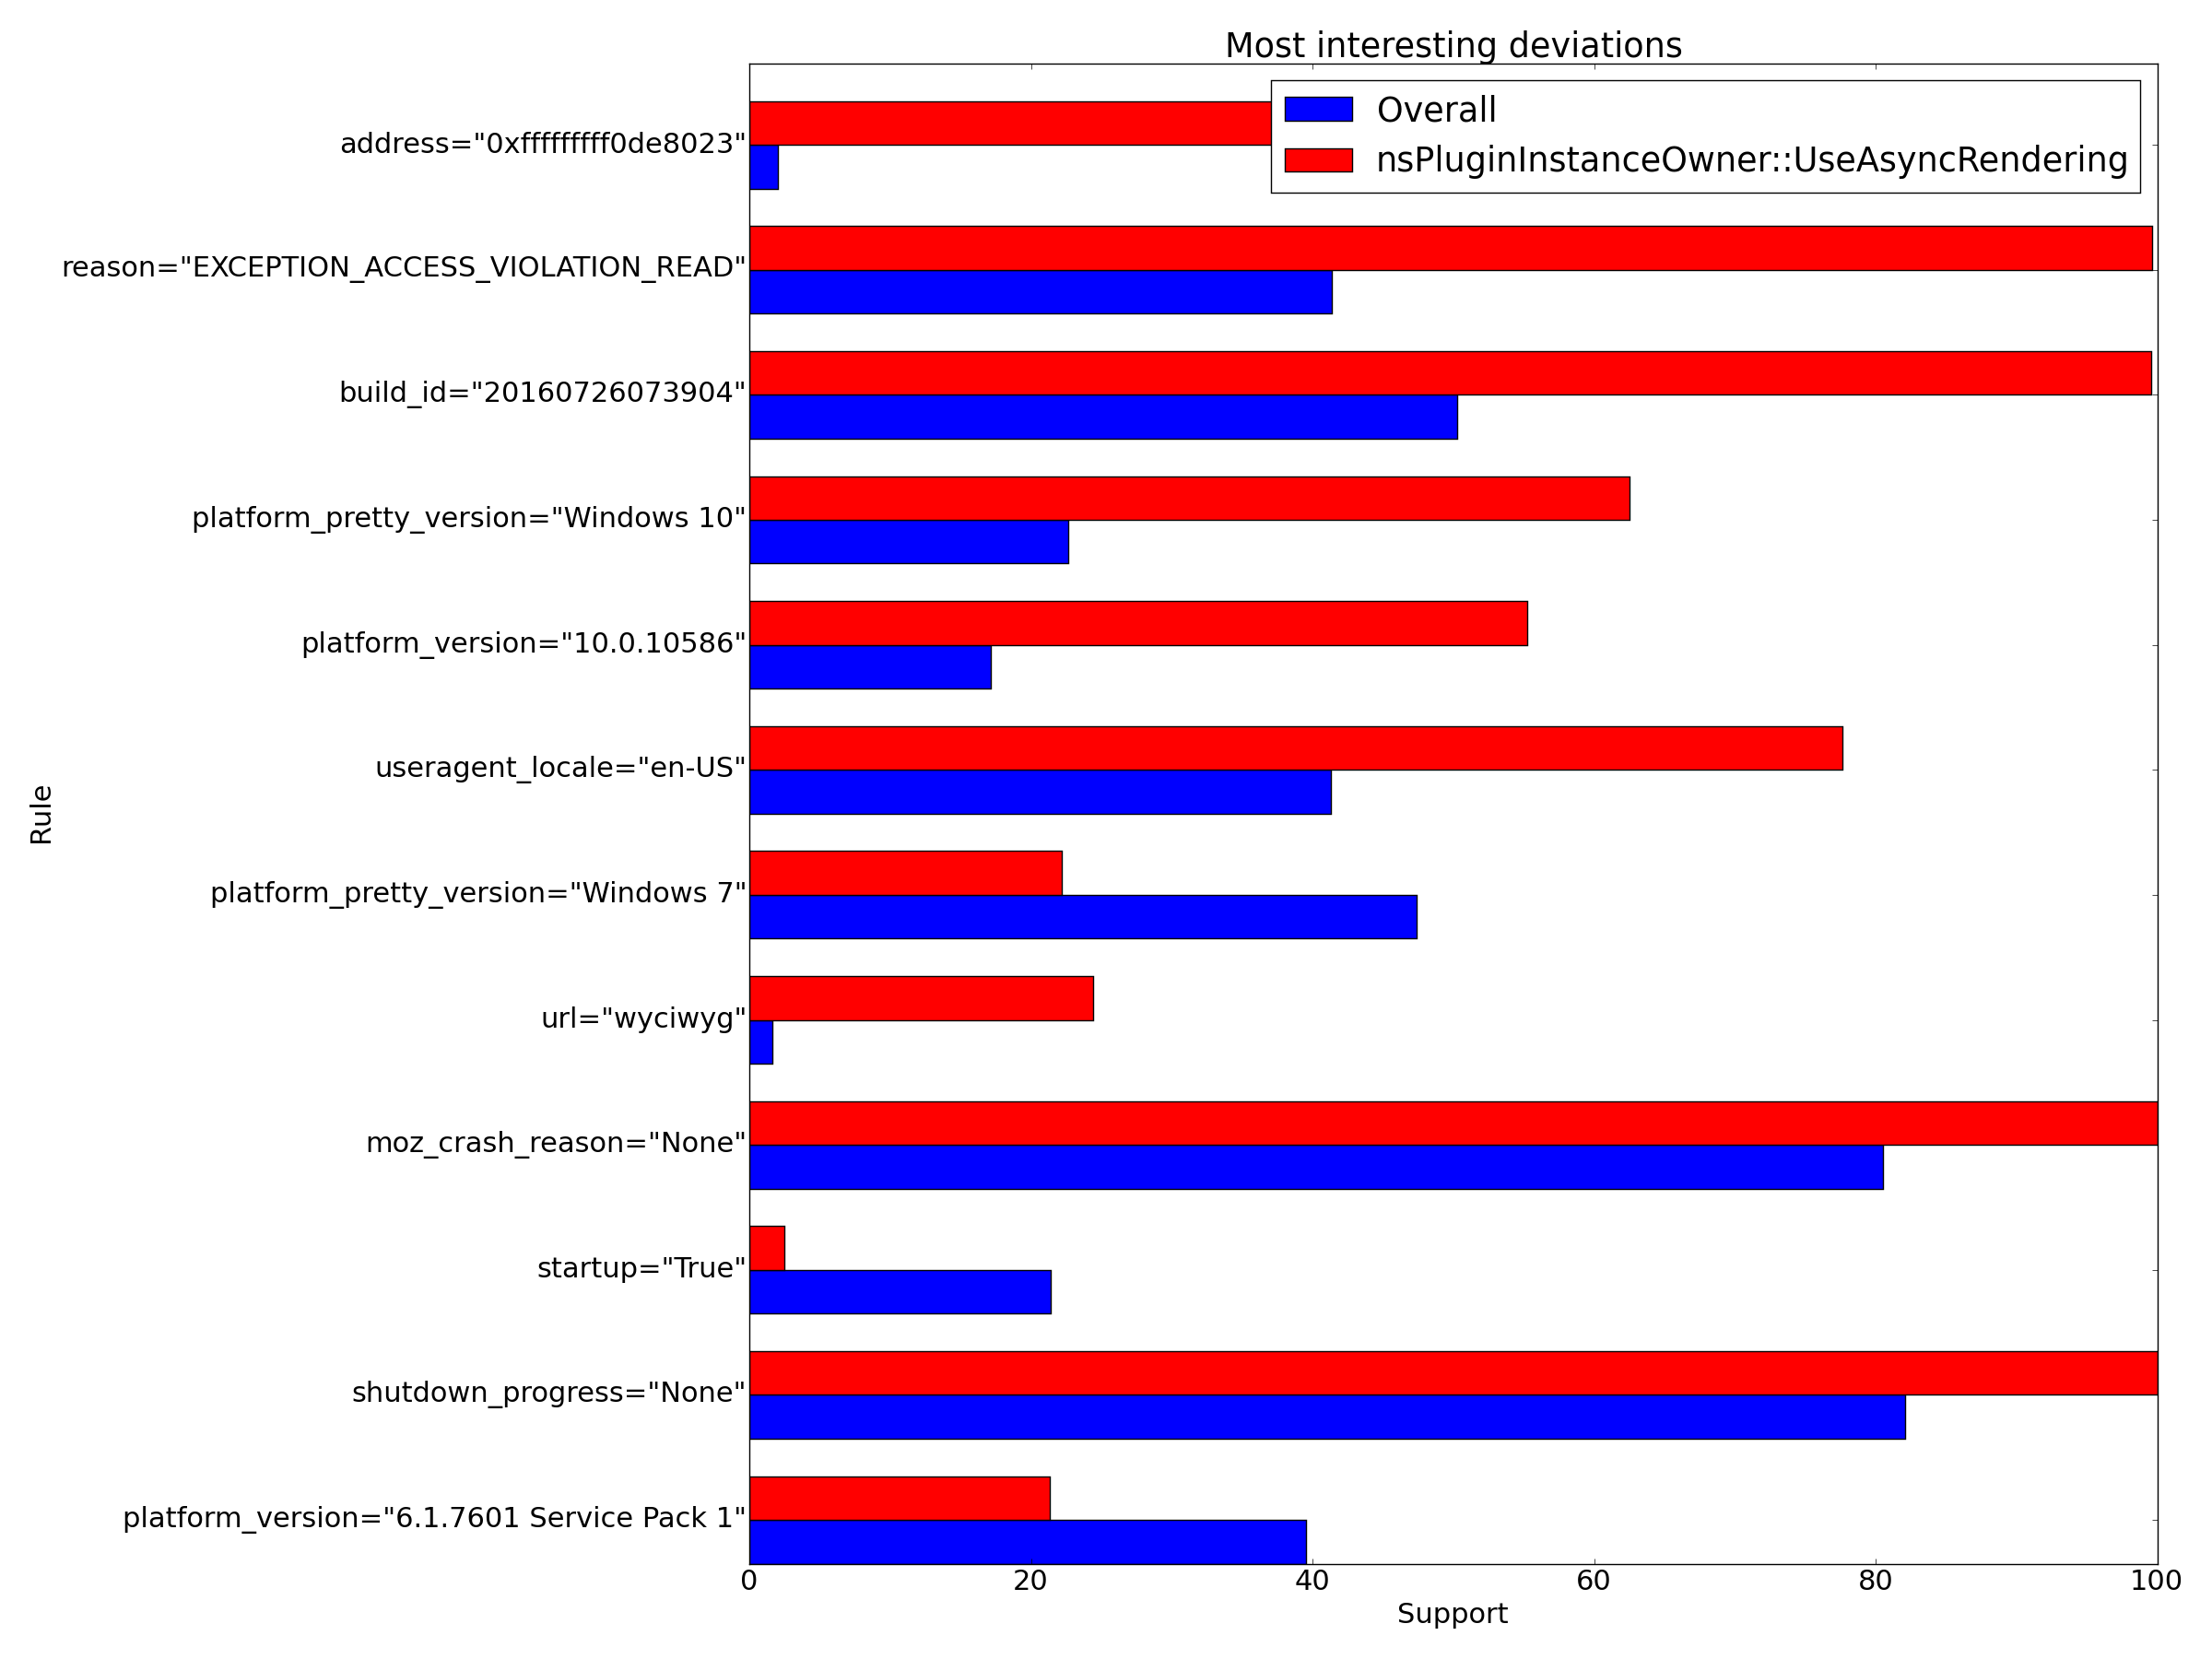 Most interesting deviations
Overall
nsPluginInstanceOwner::UseAsyncRendering
address="0xfffffffff0de8023"
reason="EXCEPTION_ACCESS_VIOLATION_READ"
build_id="20160726073904"
platform_pretty_version="Windows 10"
platform_version="10.0.10586"
useragent_locale="en-US"
platform_pretty_version="Windows 7"
url="wyciwyg"
moz_crash_reason="None"
startup="True"
shutdown_progress="None"
platform_version="6.1.7601 Service Pack 1"
Rule
0 20 40 60 80 100
Support